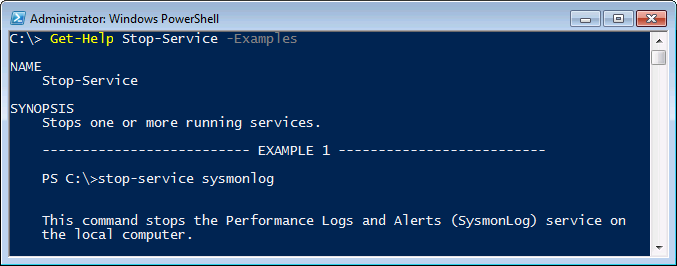 Administrator: Windows PowerShell
C:\> Get-Help Stop-Service -Examples
NAME
Stop-Service
SYNOPSIS
Stops one or more running services.
-------------------------- EXAMPLE 1 --------------------------
PS C:\>stop-service sysmonlog
This command stops the Performance Logs and Alerts (SysmonLog) service on
the local computer.